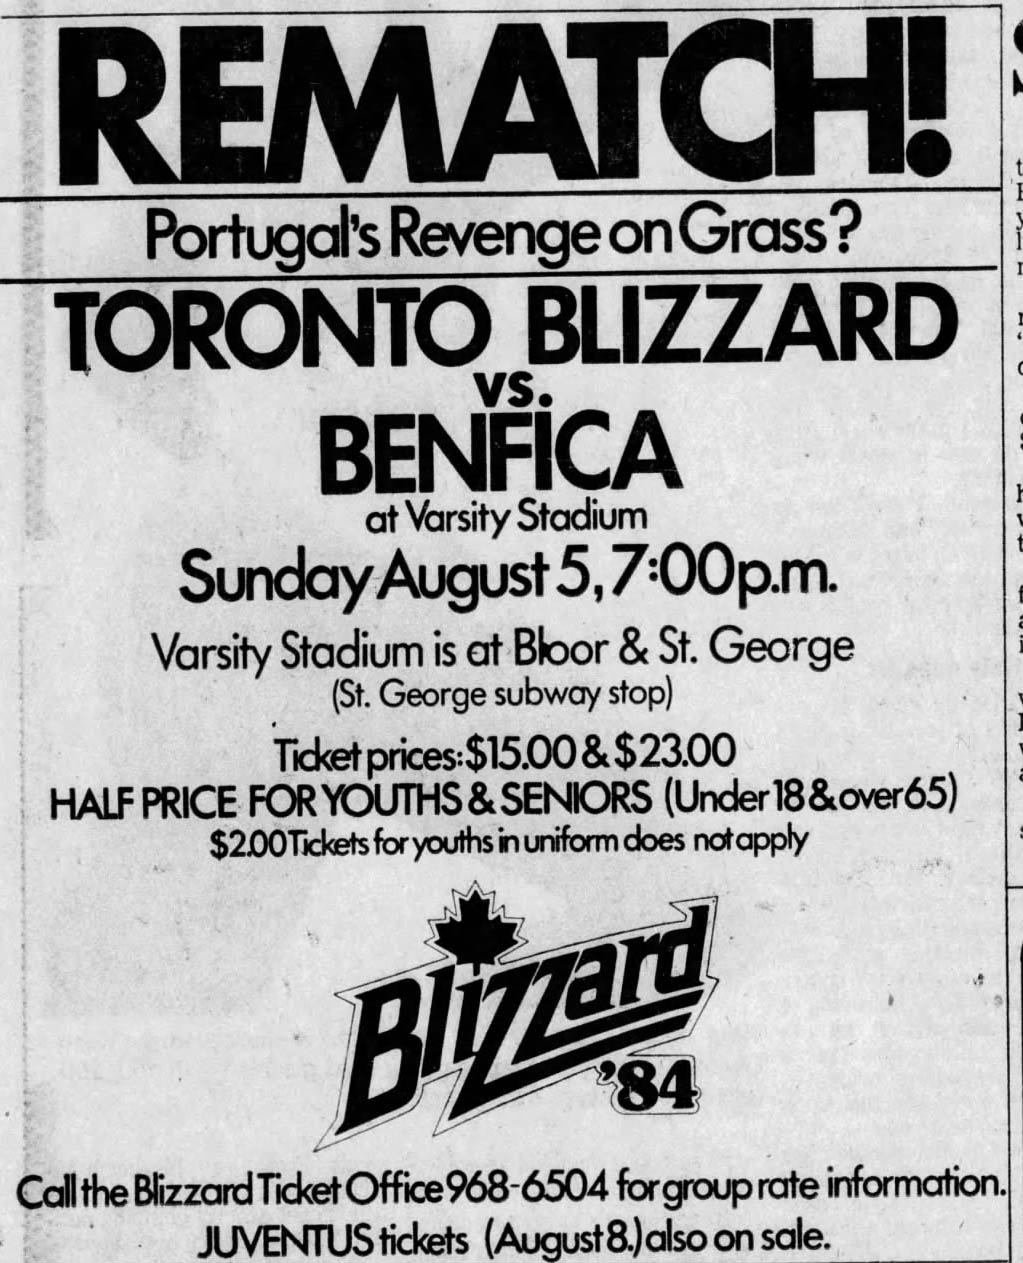 REMATCH!
Portugal's Revenge on Grass?
TORONTO BLIZZARD
vs.
BENFICA
at Varsity Stadium
Sunday August 5, 7:00p.m.
Varsity Stadium is at Bloor & St. George
(St. George subway stop)
Ticket prices: $15.00 & $23.00
HALF PRICE FOR YOUTHS & SENIORS (Under 18 & over 65)
$2.00 Tickets for youths in uniform does not apply
Blizzard
'84
Call the Blizzard Ticket Office 968-6504 for group rate information.
JUVENTUS tickets (August 8.) also on sale.